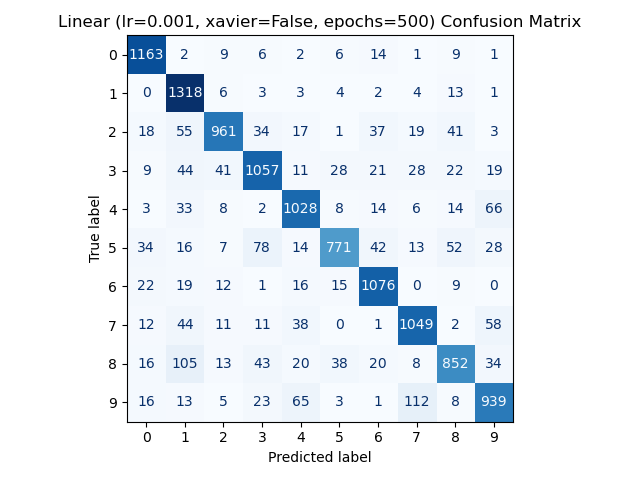 Linear (lr=0.001, xavier=False, epochs=500) Confusion Matrix
0 1163 2 9 6 2 6 14 1 9 1
1 0 1318 6 3 3 4 2 4 13 1
2 18 55 961 34 17 1 37 19 41 3
3 9 44 41 1057 11 28 21 28 22 19
4 3 33 8 2 1028 8 14 6 14 66
5 34 16 7 78 14 771 42 13 52 28
6 22 19 12 1 16 15 1076 0 9 0
7 12 44 11 11 38 0 1 1049 2 58
8 16 105 13 43 20 38 20 8 852 34
9 16 13 5 23 65 3 1 112 8 939
0 1 2 3 4 5 6 7 8 9
True label
Predicted label